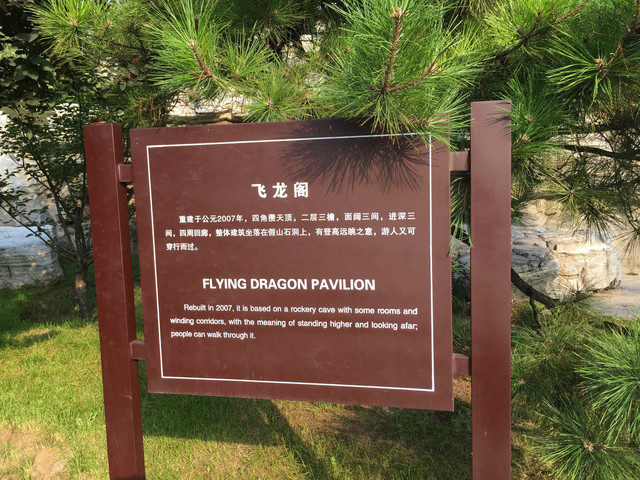 飞龙阁
重建于公元2007年，四角攒天顶，二层三檐，面阔三间，进深三
间，四周回廊，整体建筑坐落在假山石洞上，有登高远眺之意，游人又可
穿行而过。
FLYING DRAGON PAVILION
Rebuilt in 2007, it is based on a rockery cave with some rooms and
winding corridors, with the meaning of standing higher and looking afar;
people can walk through it.